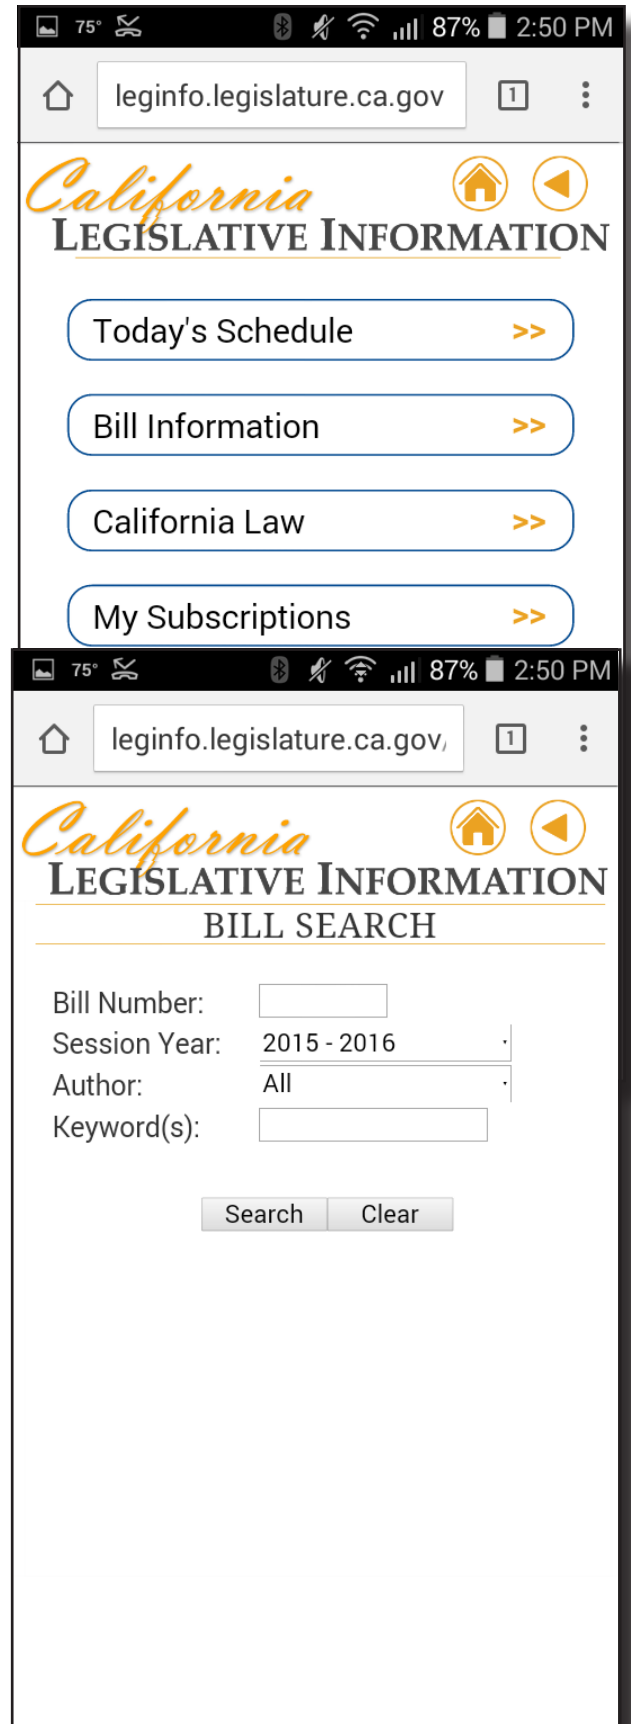 75° 87% 2:50 PM
leginfo.legislature.ca.gov 1
California
LEGISLATIVE INFORMATION
Today's Schedule >>
Bill Information >>
California Law >>
My Subscriptions >>
75° 87% 2:50 PM
leginfo.legislature.ca.gov/ 1
California
LEGISLATIVE INFORMATION
BILL SEARCH
Bill Number:
Session Year: 2015 - 2016
Author: All
Keyword(s):
Search Clear